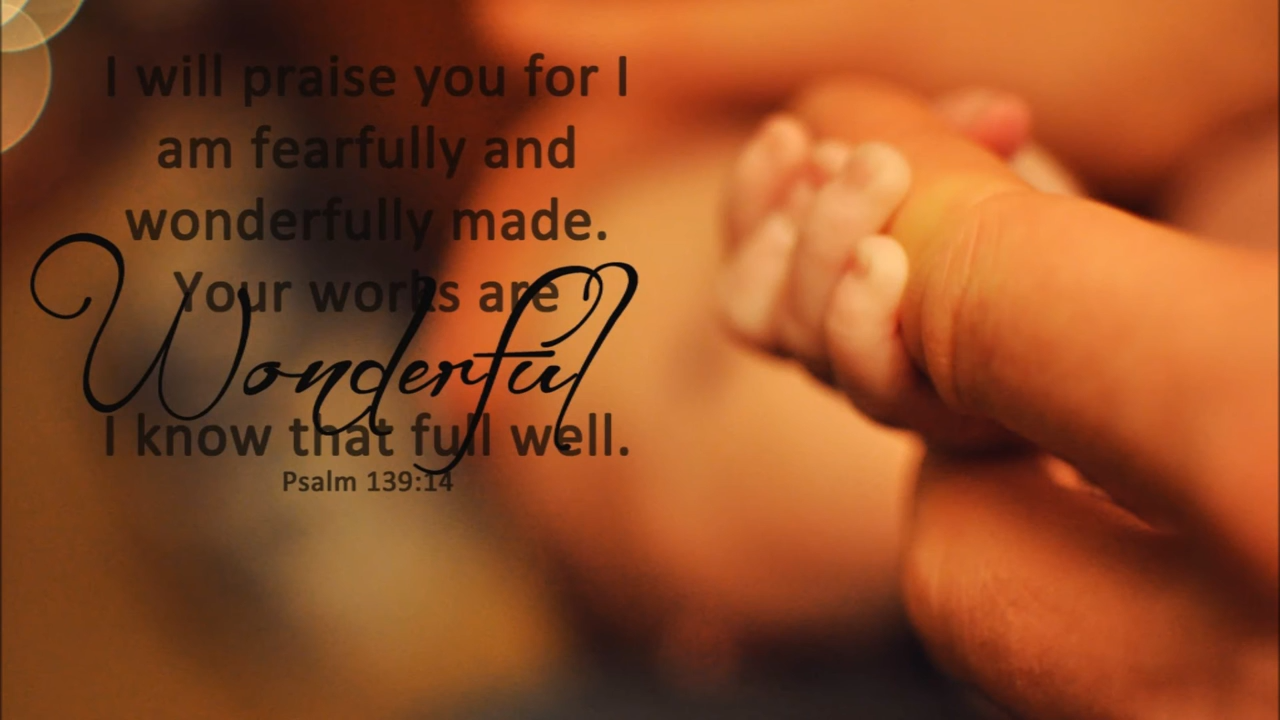 I will praise you for I
am fearfully and
wonderfully made.
Your works are
Wonderful
I know that full well.
Psalm 139:14